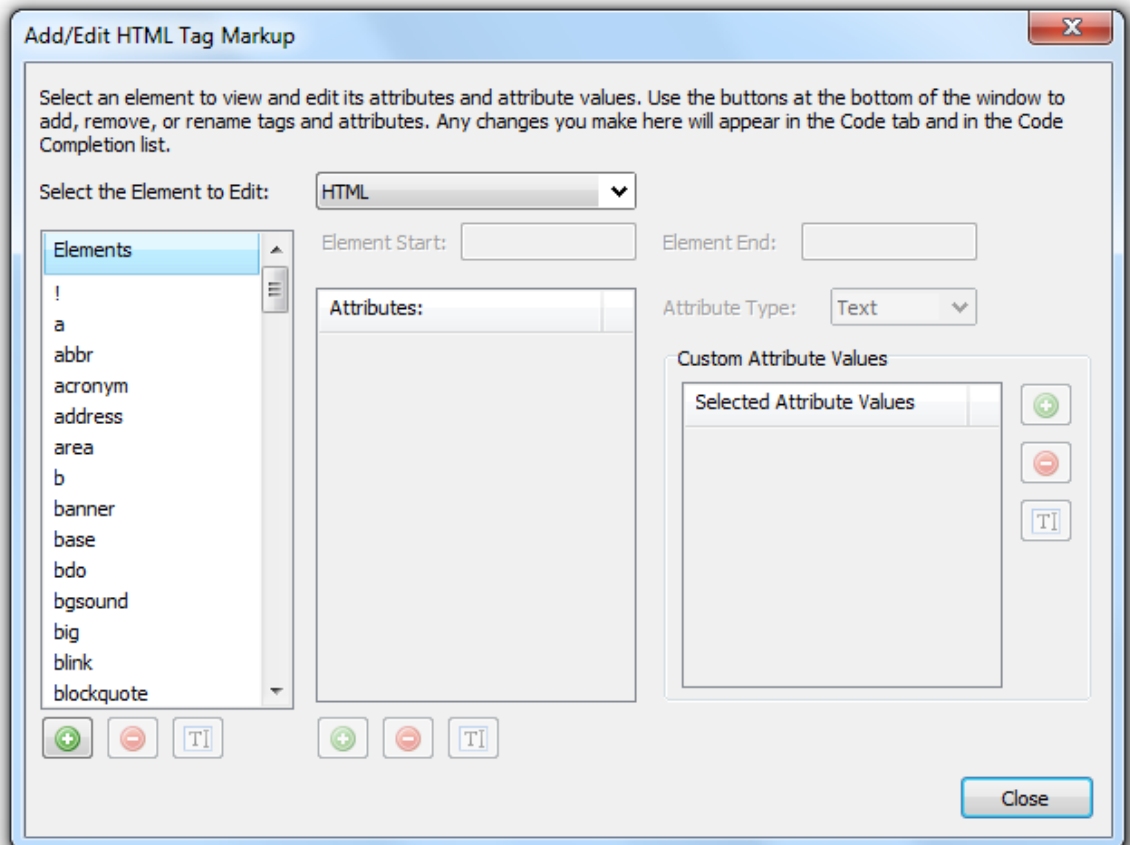 Add/Edit HTML Tag Markup
Select an element to view and edit its attributes and attribute values. Use the buttons at the bottom of the window to
add, remove, or rename tags and attributes. Any changes you make here will appear in the Code tab and in the Code
Completion list.
Select the Element to Edit:
HTML
Elements
!
a
abbr
acronym
address
area
b
banner
base
bdo
bgsound
big
blink
blockquote
Element Start:
Element End:
Attributes:
Attribute Type:
Text
Custom Attribute Values
Selected Attribute Values
TI
TI
TI
Close